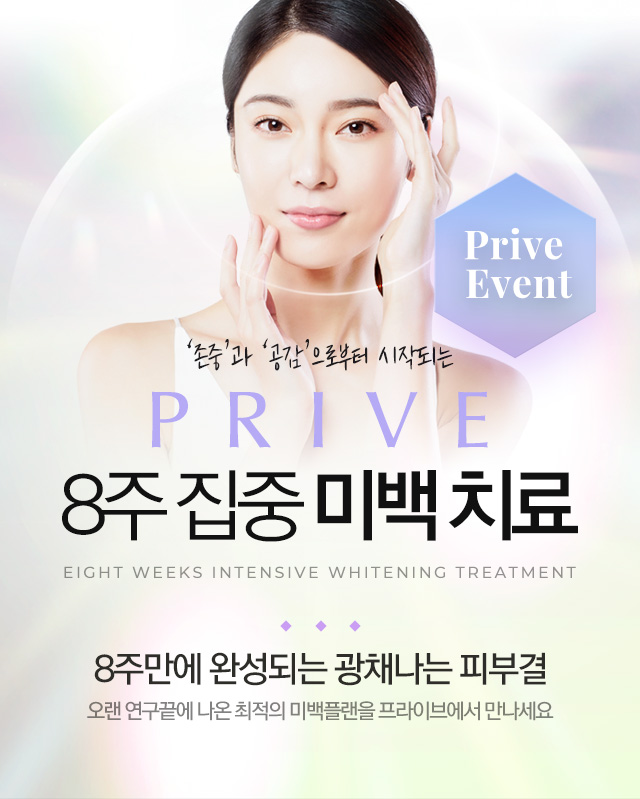 Prive
Event
‘존중’과 ‘공감’으로부터 시작되는
PRIVE
8주 집중 미백 치료
EIGHT WEEKS INTENSIVE WHITENING TREATMENT
8주만에 완성되는 광채나는 피부결
오랜 연구끝에 나온 최적의 미백플랜을 프라이브에서 만나세요